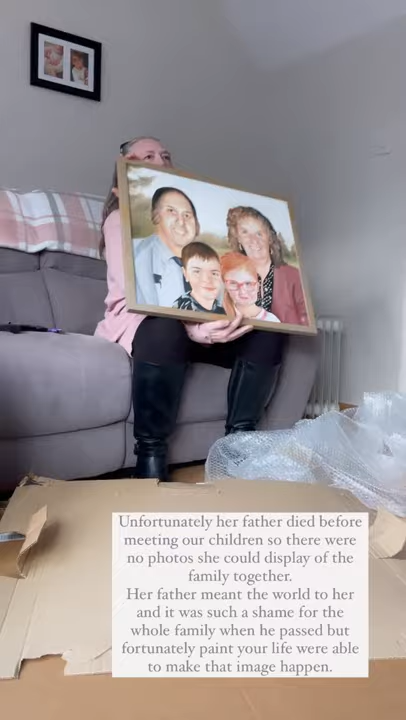 Unfortunately her father died before
meeting our children so there were
no photos she could display of the
family together.
Her father meant the world to her
and it was such a shame for the
whole family when he passed but
fortunately paint your life were able
to make that image happen.